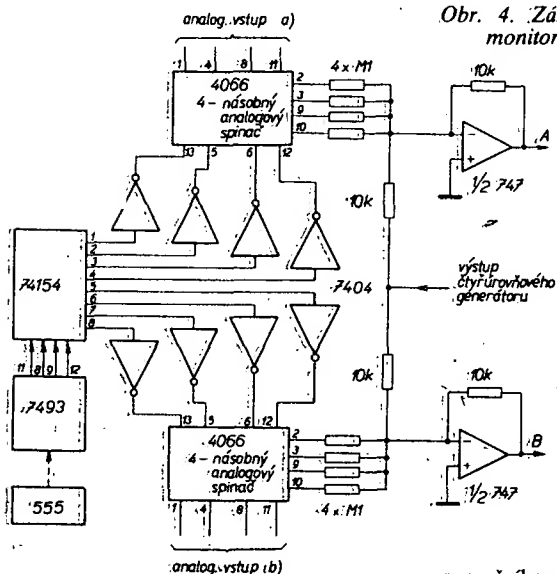 analog. vstup a)
Obr. 4. Zá
monitor
1 4 8 11
4066
4 - násobný
analogový
spínač
2
3
9
10
4 x M1
13 5 6 12
10k
A
1/2 747
10k
74154
1
2
3
4
5
6
7
8
7404
výstup
čtyřúrovňového
generátoru
11 8 9 12
7493
555
10k
13 5 6 12
4066
4 - násobný
analogový
spínač
2
3
9
10
4 x M1
1 4 8 11
10k
B
1/2 747
analog. vstup b)